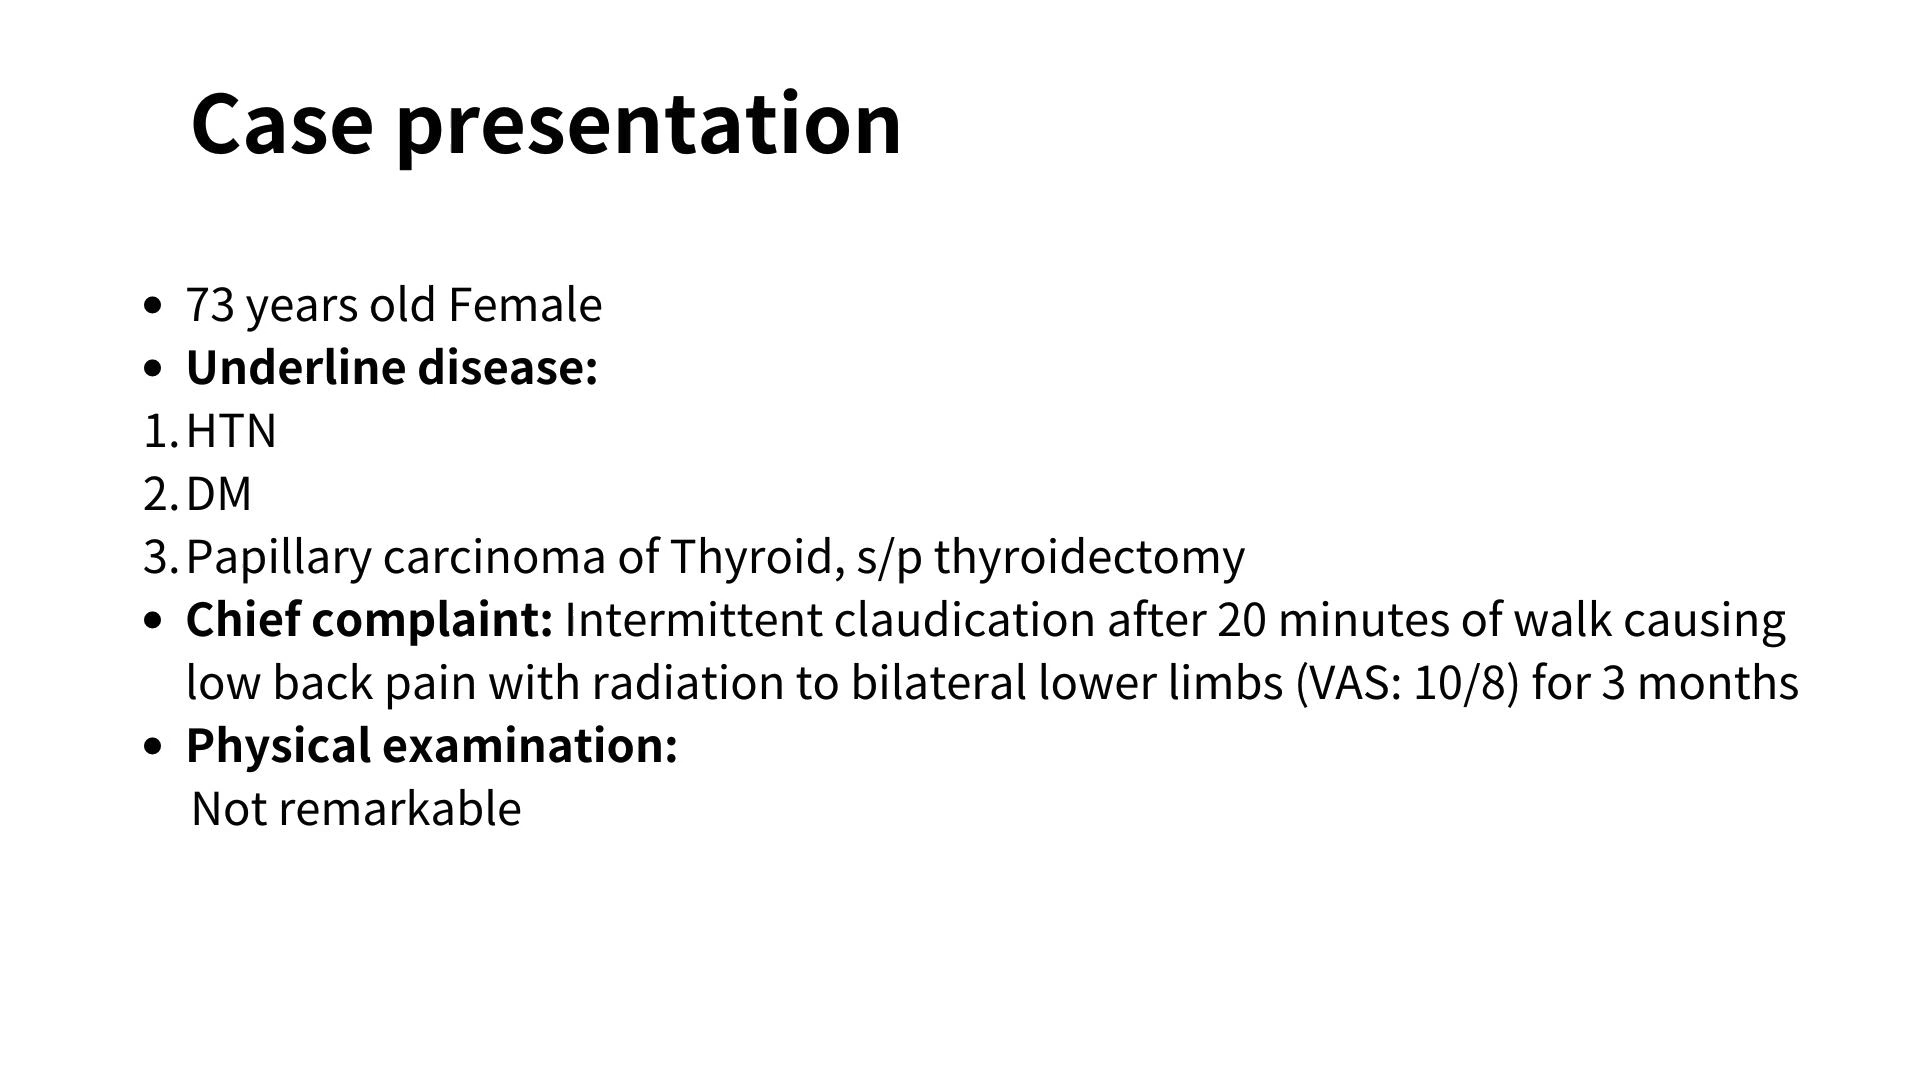 Case presentation
• 73 years old Female
• Underline disease:
1. HTN
2. DM
3. Papillary carcinoma of Thyroid, s/p thyroidectomy
• Chief complaint: Intermittent claudication after 20 minutes of walk causing
low back pain with radiation to bilateral lower limbs (VAS: 10/8) for 3 months
• Physical examination:
Not remarkable